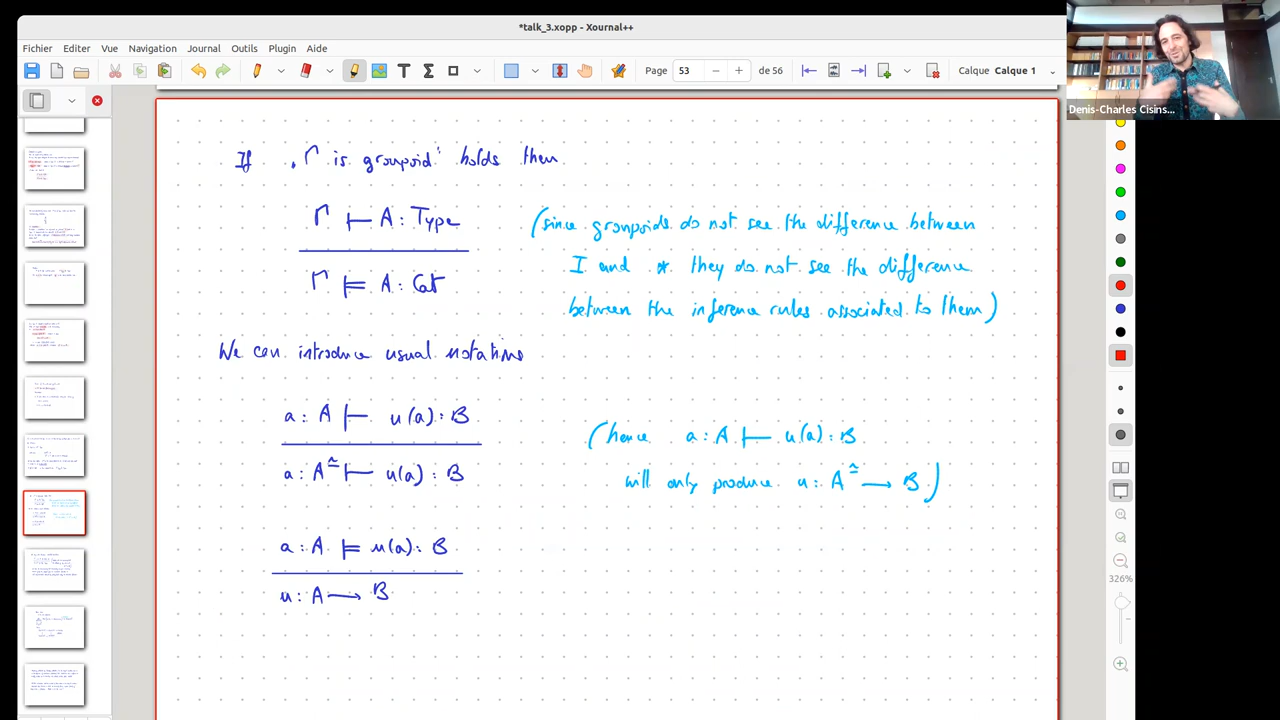 *talk_3.xopp - Xournal++
Fichier Editer Vue Navigation Journal Outils Plugin Aide
Page 53 de 56 Calque Calque 1
Denis-Charles Cisins...
If "Γ is groupoid" holds then
Γ ⊢ A : Type
Γ ⊨ A : Cat
(since groupoids do not see the difference between
I and * they do not see the difference
between the inference rules associated to them)
We can introduce usual notations
a : A ⊢ u(a) : B
a : A^≃ ⊢ u(a) : B
(hence a : A ⊢ u(a) : B
will only produce u : A^≃ → B)
a : A ⊨ u(a) : B
u : A → B
326%